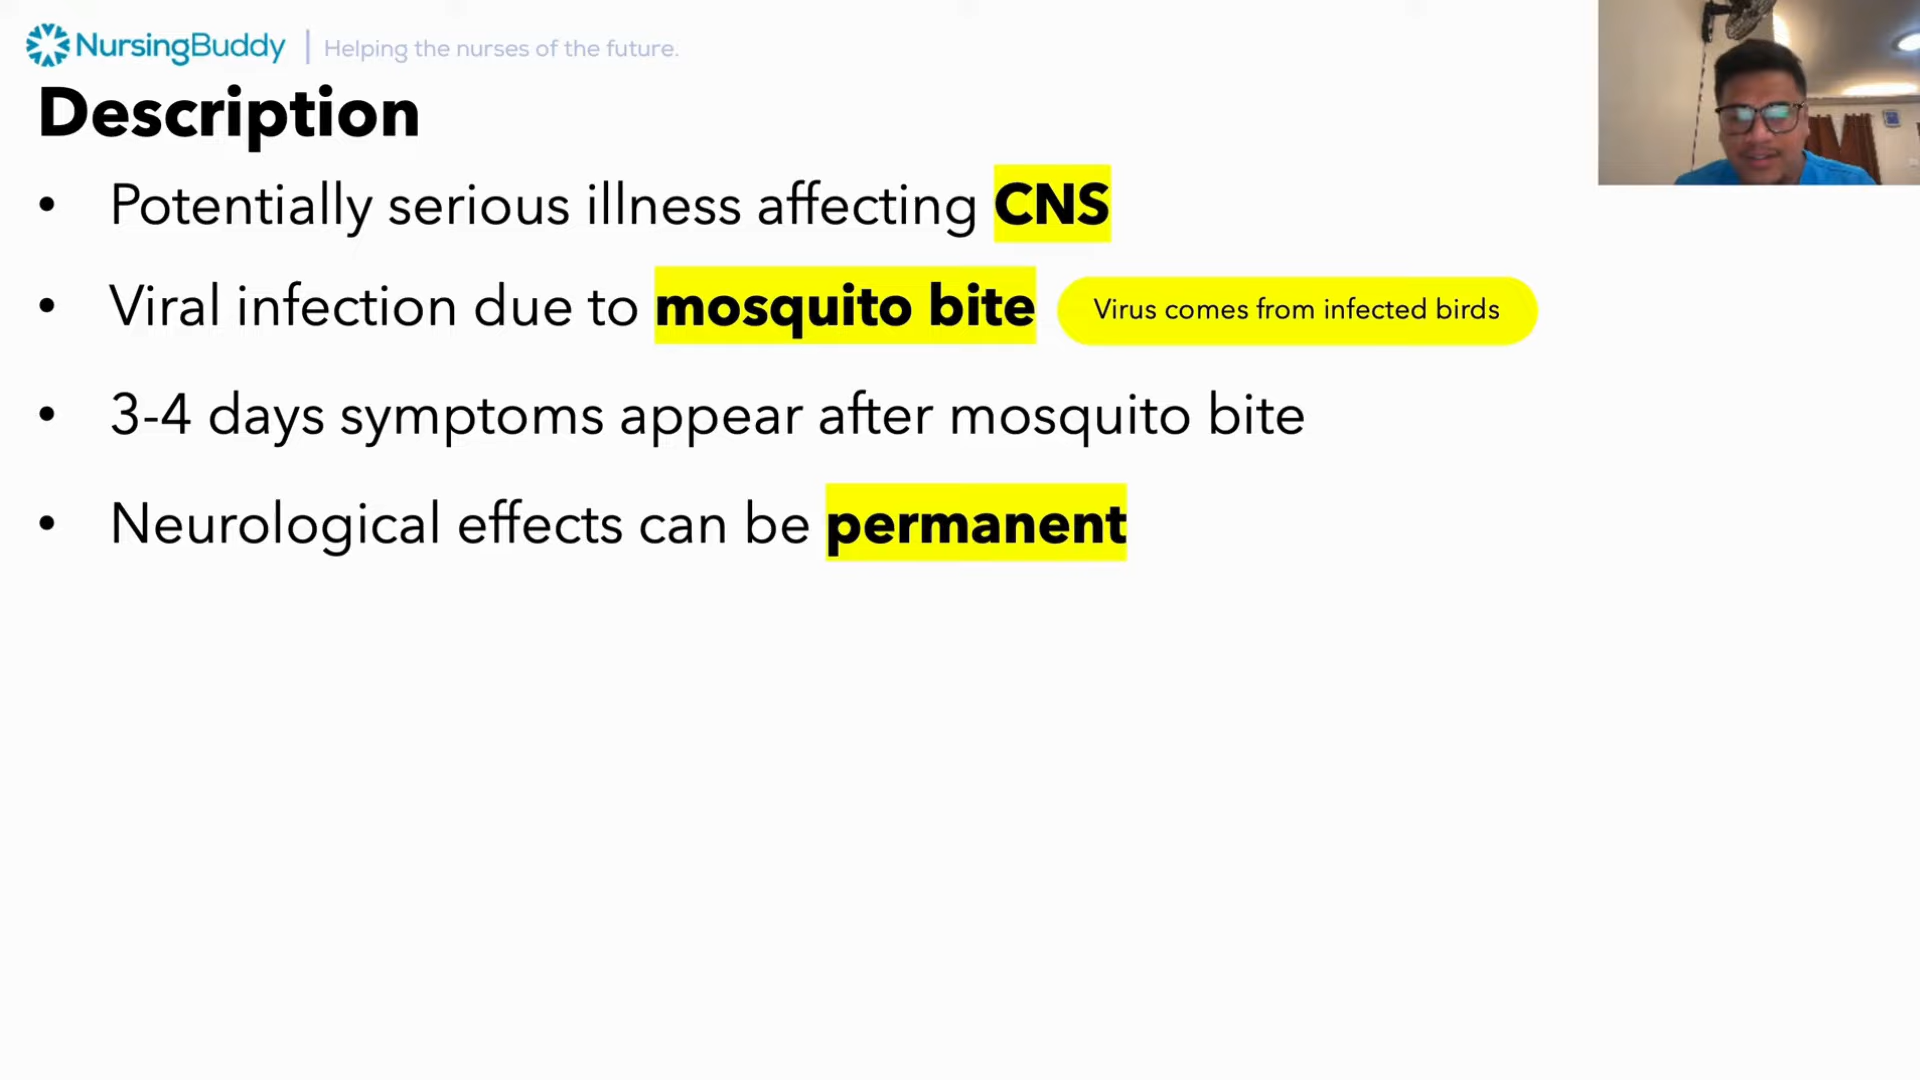 NursingBuddy | Helping the nurses of the future.
Description
• Potentially serious illness affecting CNS
• Viral infection due to mosquito bite Virus comes from infected birds
• 3-4 days symptoms appear after mosquito bite
• Neurological effects can be permanent